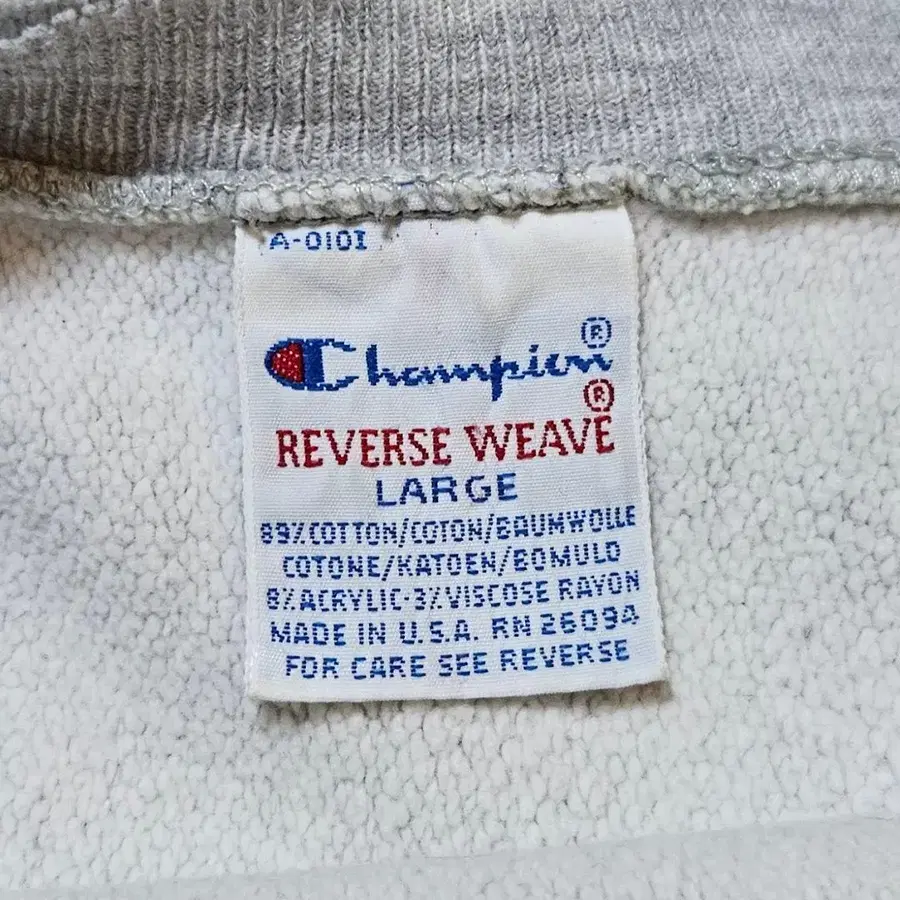 A-0101
Champion®
REVERSE WEAVE®
LARGE
89% COTTON/COTON/BAUMWOLLE
COTONE/KATOEN/BOMULD
8% ACRYLIC-3% VISCOSE RAYON
MADE IN U.S.A. RN 26094
FOR CARE SEE REVERSE